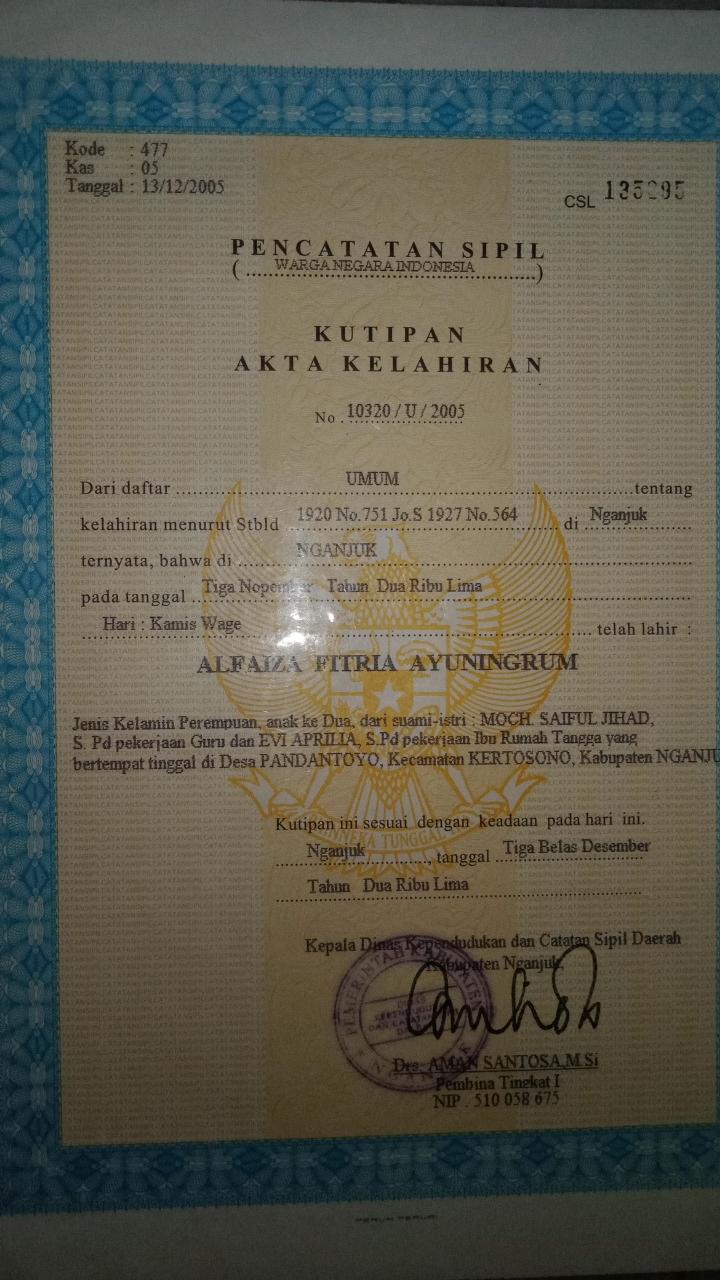 Kode : 477
Kas : 05
Tanggal : 13/12/2005
CSL 135295
PENCATATAN SIPIL
( WARGA NEGARA INDONESIA )
KUTIPAN
AKTA KELAHIRAN
No . 10320 / U / 2005
Dari daftar UMUM tentang
kelahiran menurut Stbld 1920 No.751 Jo.S 1927 No.564 di Nganjuk
ternyata, bahwa di NGANJUK
pada tanggal Tiga Nopember Tahun Dua Ribu Lima
Hari : Kamis Wage telah lahir :
ALFAIZA FITRIA AYUNINGRUM
Jenis Kelamin Perempuan, anak ke Dua, dari suami-istri : MOCH. SAIFUL JIHAD,
S. Pd pekerjaan Guru dan EVI APRILIA, S.Pd pekerjaan Ibu Rumah Tangga yang
bertempat tinggal di Desa PANDANTOYO, Kecamatan KERTOSONO, Kabupaten NGANJU
Kutipan ini sesuai dengan keadaan pada hari ini.
Nganjuk, tanggal Tiga Belas Desember
Tahun Dua Ribu Lima
Kepala Dinas Kependudukan dan Catatan Sipil Daerah
Kabupaten Nganjuk,
PEMERINTAH KABUPATEN
NGANJUK
Drs. AMAN SANTOSA,M.Si
Pembina Tingkat I
NIP . 510 058 675
PERUM PERURI